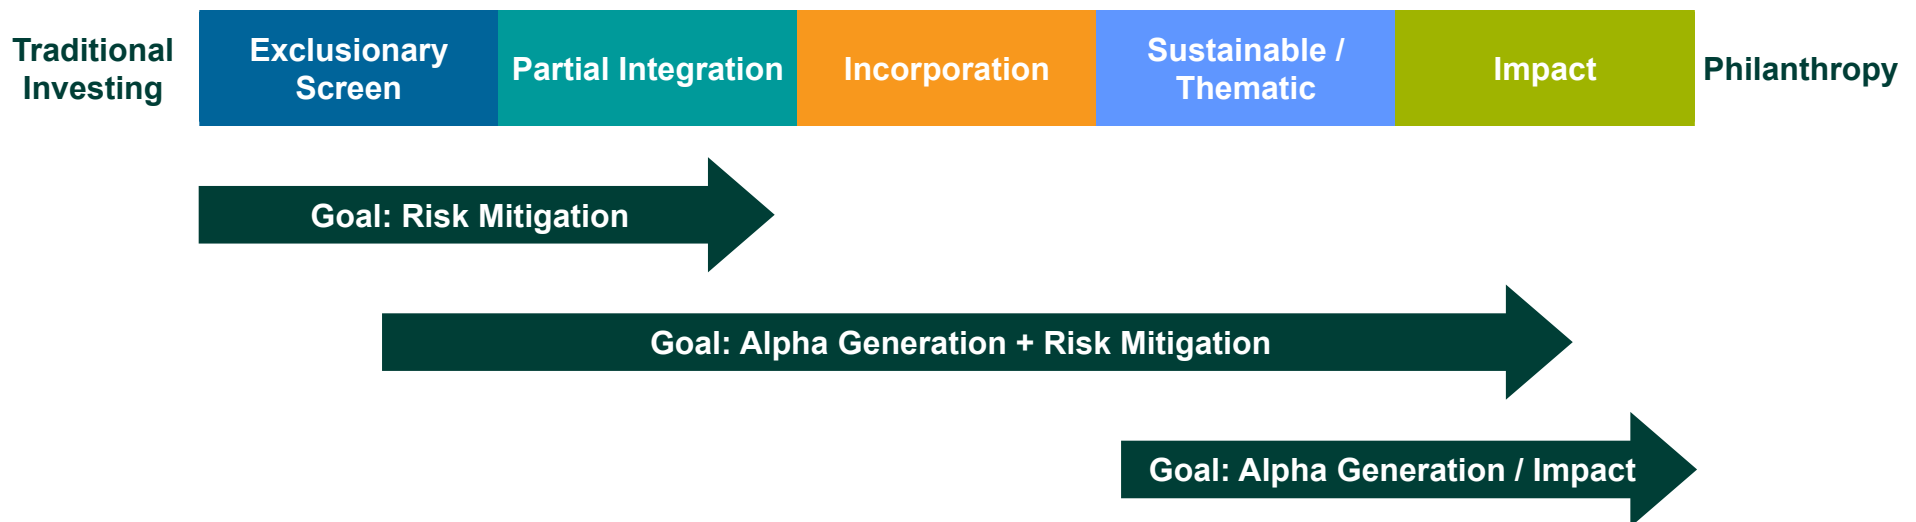 Traditional
Investing
Exclusionary
Screen
Partial Integration
Incorporation
Sustainable /
Thematic
Impact
Philanthropy
Goal: Risk Mitigation
Goal: Alpha Generation + Risk Mitigation
Goal: Alpha Generation / Impact